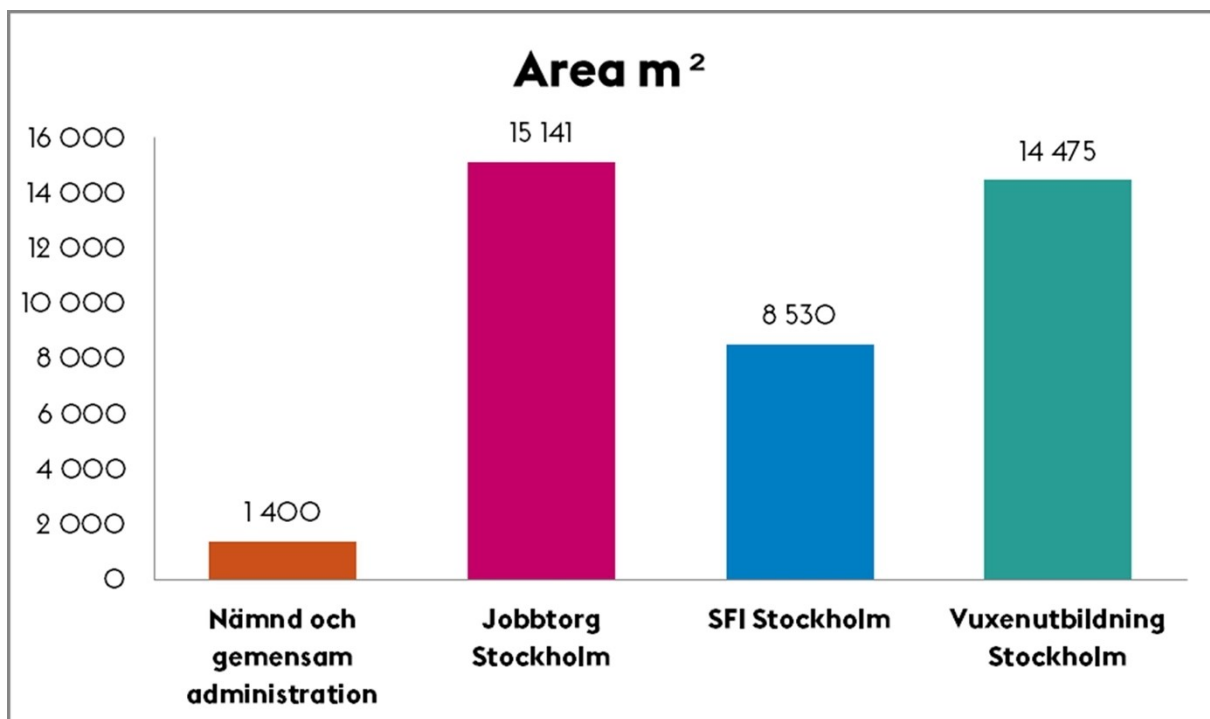 Area m²
16 000
14 000
12 000
10 000
8 000
6 000
4 000
2 000
0
1 400
15 141
8 530
14 475
Nämnd och
gemensam
administration
Jobbtorg
Stockholm
SFI Stockholm
Vuxenutbildning
Stockholm